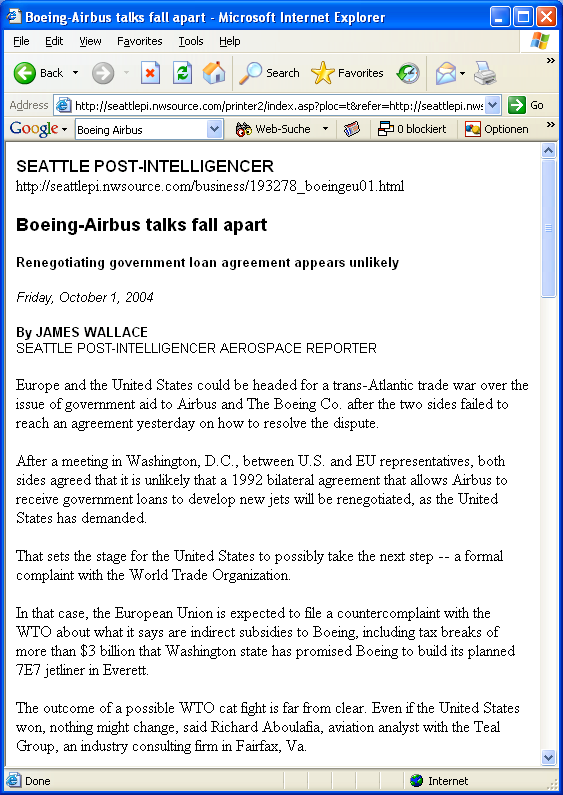 Boeing-Airbus talks fall apart - Microsoft Internet Explorer
File Edit View Favorites Tools Help
Back Search Favorites
Address http://seattlepi.nwsource.com/printer2/index.asp?ploc=t&refer=http://seattlepi.nws Go
Google Boeing Airbus Web-Suche 0 blockiert Optionen
SEATTLE POST-INTELLIGENCER
http://seattlepi.nwsource.com/business/193278_boeingeu01.html
Boeing-Airbus talks fall apart
Renegotiating government loan agreement appears unlikely
Friday, October 1, 2004
By JAMES WALLACE
SEATTLE POST-INTELLIGENCER AEROSPACE REPORTER
Europe and the United States could be headed for a trans-Atlantic trade war over the
issue of government aid to Airbus and The Boeing Co. after the two sides failed to
reach an agreement yesterday on how to resolve the dispute.
After a meeting in Washington, D.C., between U.S. and EU representatives, both
sides agreed that it is unlikely that a 1992 bilateral agreement that allows Airbus to
receive government loans to develop new jets will be renegotiated, as the United
States has demanded.
That sets the stage for the United States to possibly take the next step -- a formal
complaint with the World Trade Organization.
In that case, the European Union is expected to file a countercomplaint with the
WTO about what it says are indirect subsidies to Boeing, including tax breaks of
more than $3 billion that Washington state has promised Boeing to build its planned
7E7 jetliner in Everett.
The outcome of a possible WTO cat fight is far from clear. Even if the United States
won, nothing might change, said Richard Aboulafia, aviation analyst with the Teal
Group, an industry consulting firm in Fairfax, Va.
Done Internet